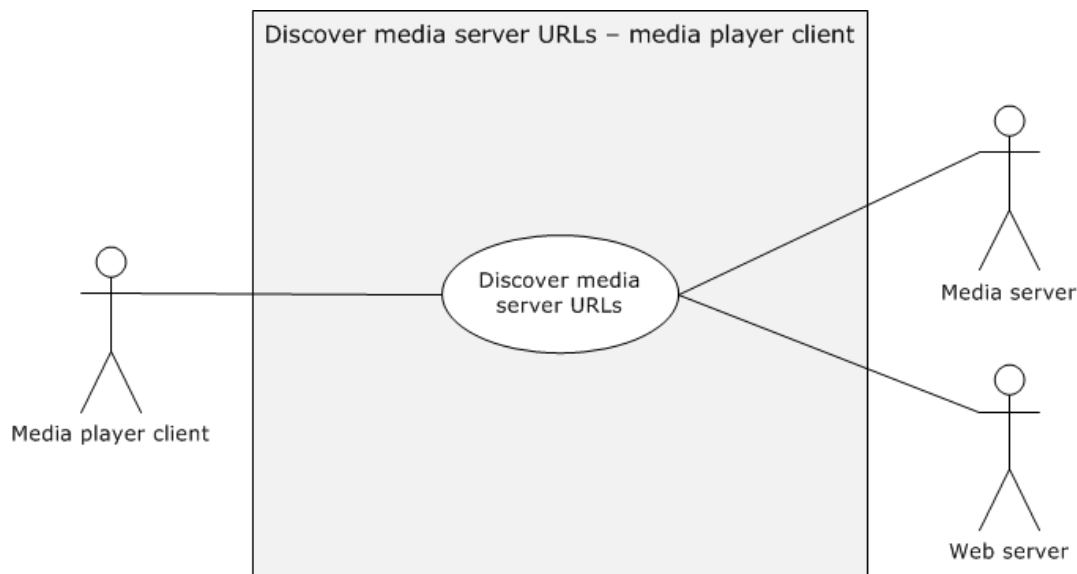 Discover media server URLs – media player client
Discover media
server URLs
Media server
Media player client
Web server